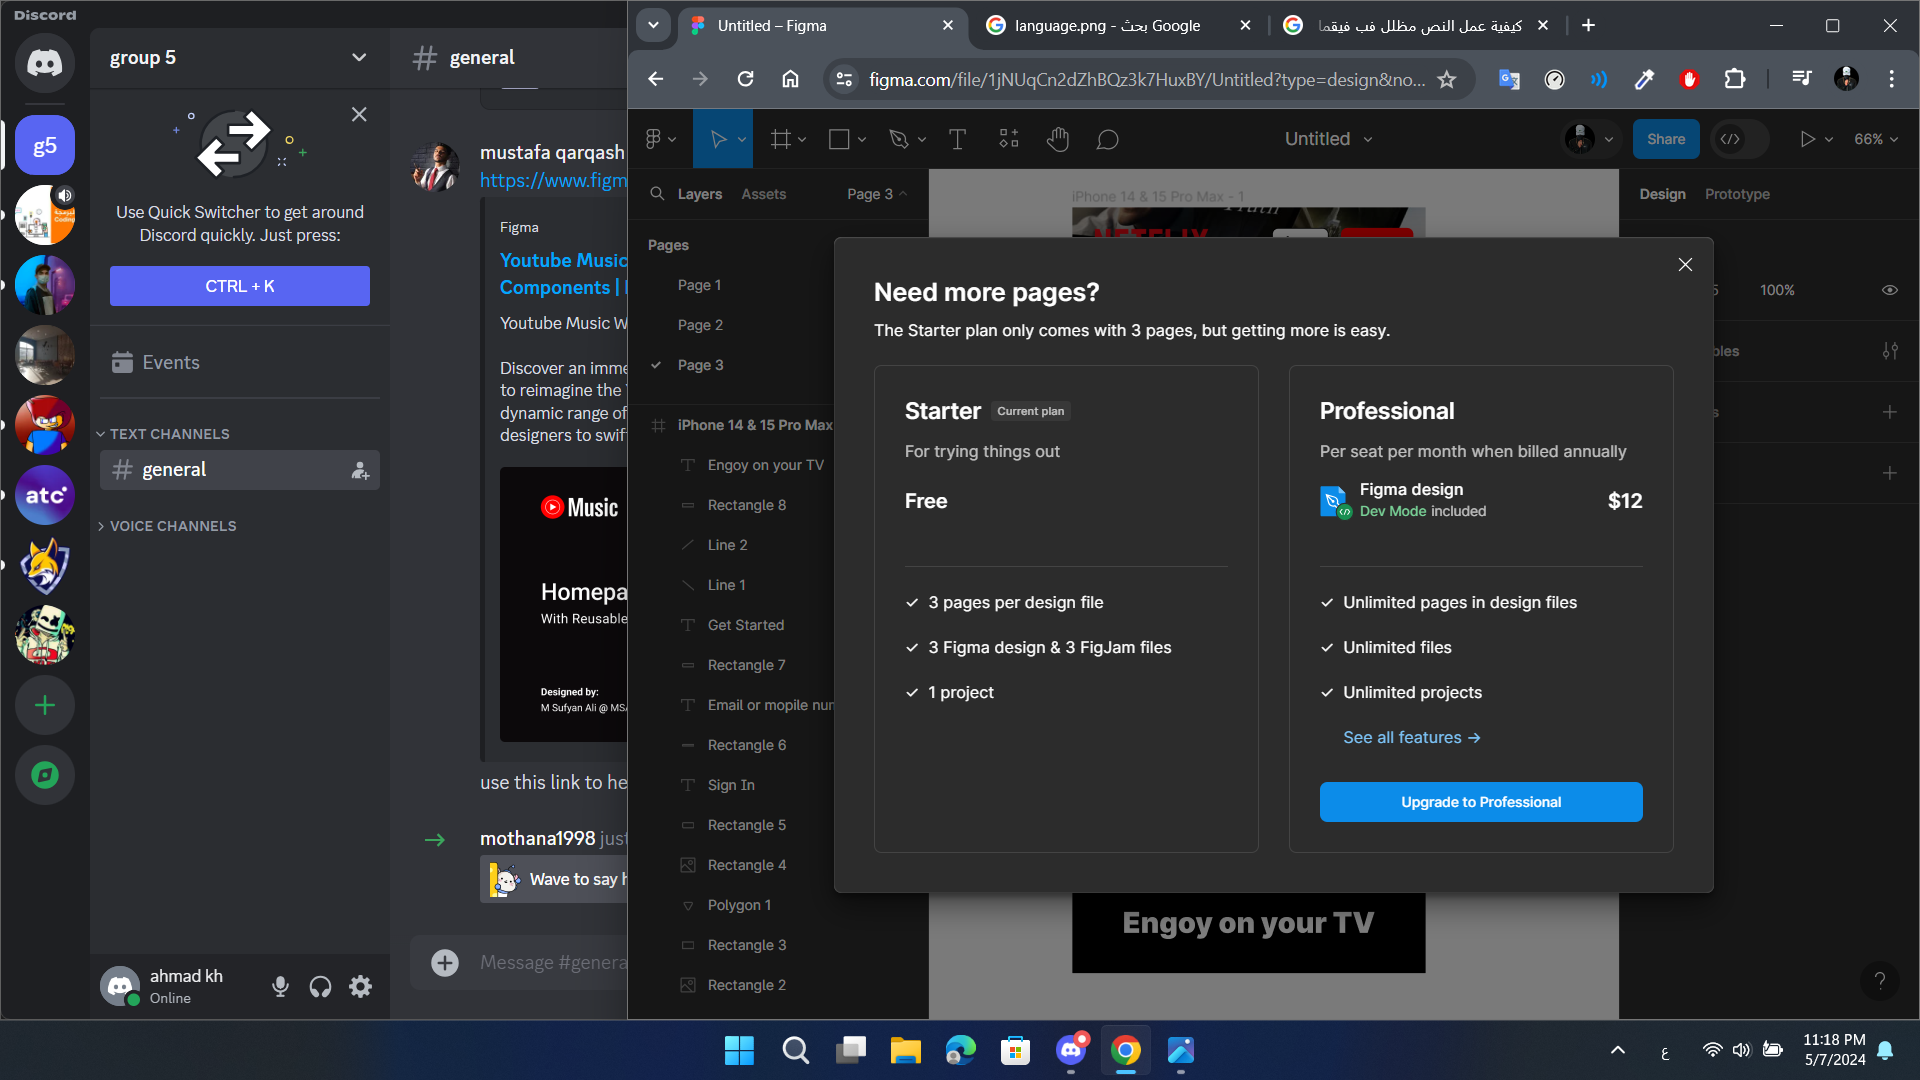 Discord
group 5
g5
Use Quick Switcher to get around
Discord quickly. Just press:
CTRL + K
Events
TEXT CHANNELS
general
VOICE CHANNELS
atc
ahmad kh
Online
general
mustafa qarqash
https://www.figm
Figma
Youtube Music
Components |
Youtube Music W
Discover an imme
to reimagine the
dynamic range of
designers to swif
Music
Homepa
With Reusable
Designed by:
M Sufyan Ali @ MSA
use this link to he
mothana1998 just
Wave to say h
Message #genera
Untitled – Figma
language.png - بحث Google
كيفية عمل النص مظلل فب فيقما
figma.com/file/1jNUqCn2dZhBQz3k7HuxBY/Untitled?type=design&no...
Untitled
Share
66%
Layers
Assets
Page 3
Design
Prototype
Pages
Page 1
Page 2
Page 3
iPhone 14 & 15 Pro Max
Engoy on your TV
Rectangle 8
Line 2
Line 1
Get Started
Rectangle 7
Email or mopile nur
Rectangle 6
Sign In
Rectangle 5
Rectangle 4
Polygon 1
Rectangle 3
Rectangle 2
iPhone 14 & 15 Pro Max - 1
NETFLIX
100%
Need more pages?
The Starter plan only comes with 3 pages, but getting more is easy.
Starter
Current plan
For trying things out
Free
3 pages per design file
3 Figma design & 3 FigJam files
1 project
Professional
Per seat per month when billed annually
Figma design
Dev Mode included
$12
Unlimited pages in design files
Unlimited files
Unlimited projects
See all features →
Upgrade to Professional
Engoy on your TV
?
ع
11:18 PM
5/7/2024